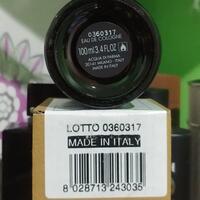 0360317
EAU DE COLOGNE
100ml 3.4 FL.OZ
ACQUA DI PARMA
20141 MILANO - ITALY
MADE IN ITALY
LOTTO 0360317
MADE IN ITALY
8 028713 243035